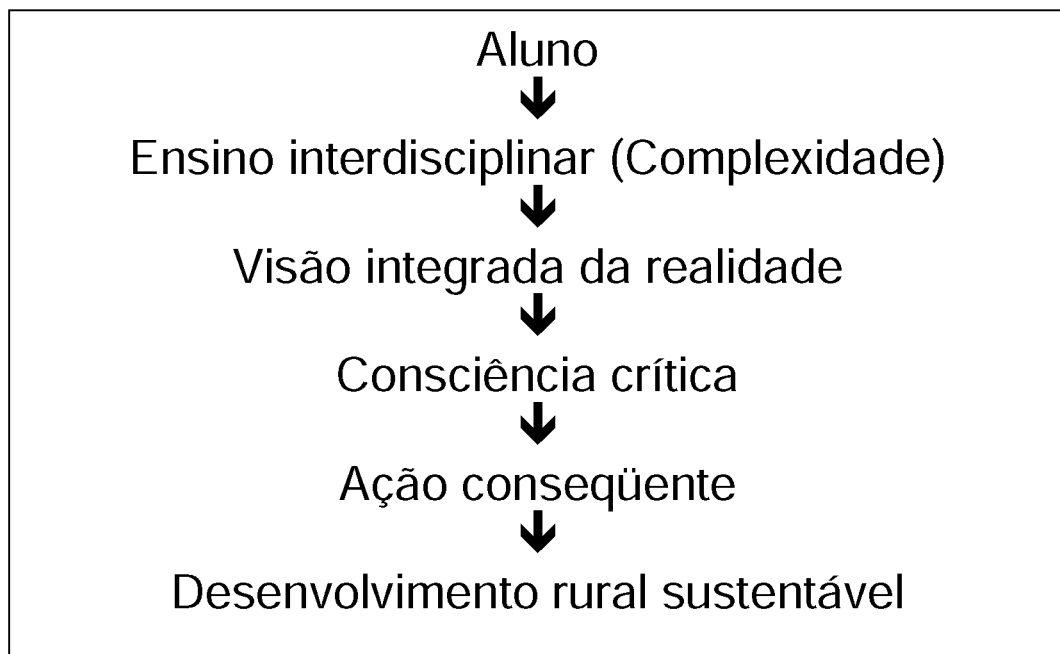 Aluno
Ensino interdisciplinar (Complexidade)
Visão integrada da realidade
Consciência crítica
Ação conseqüente
Desenvolvimento rural sustentável